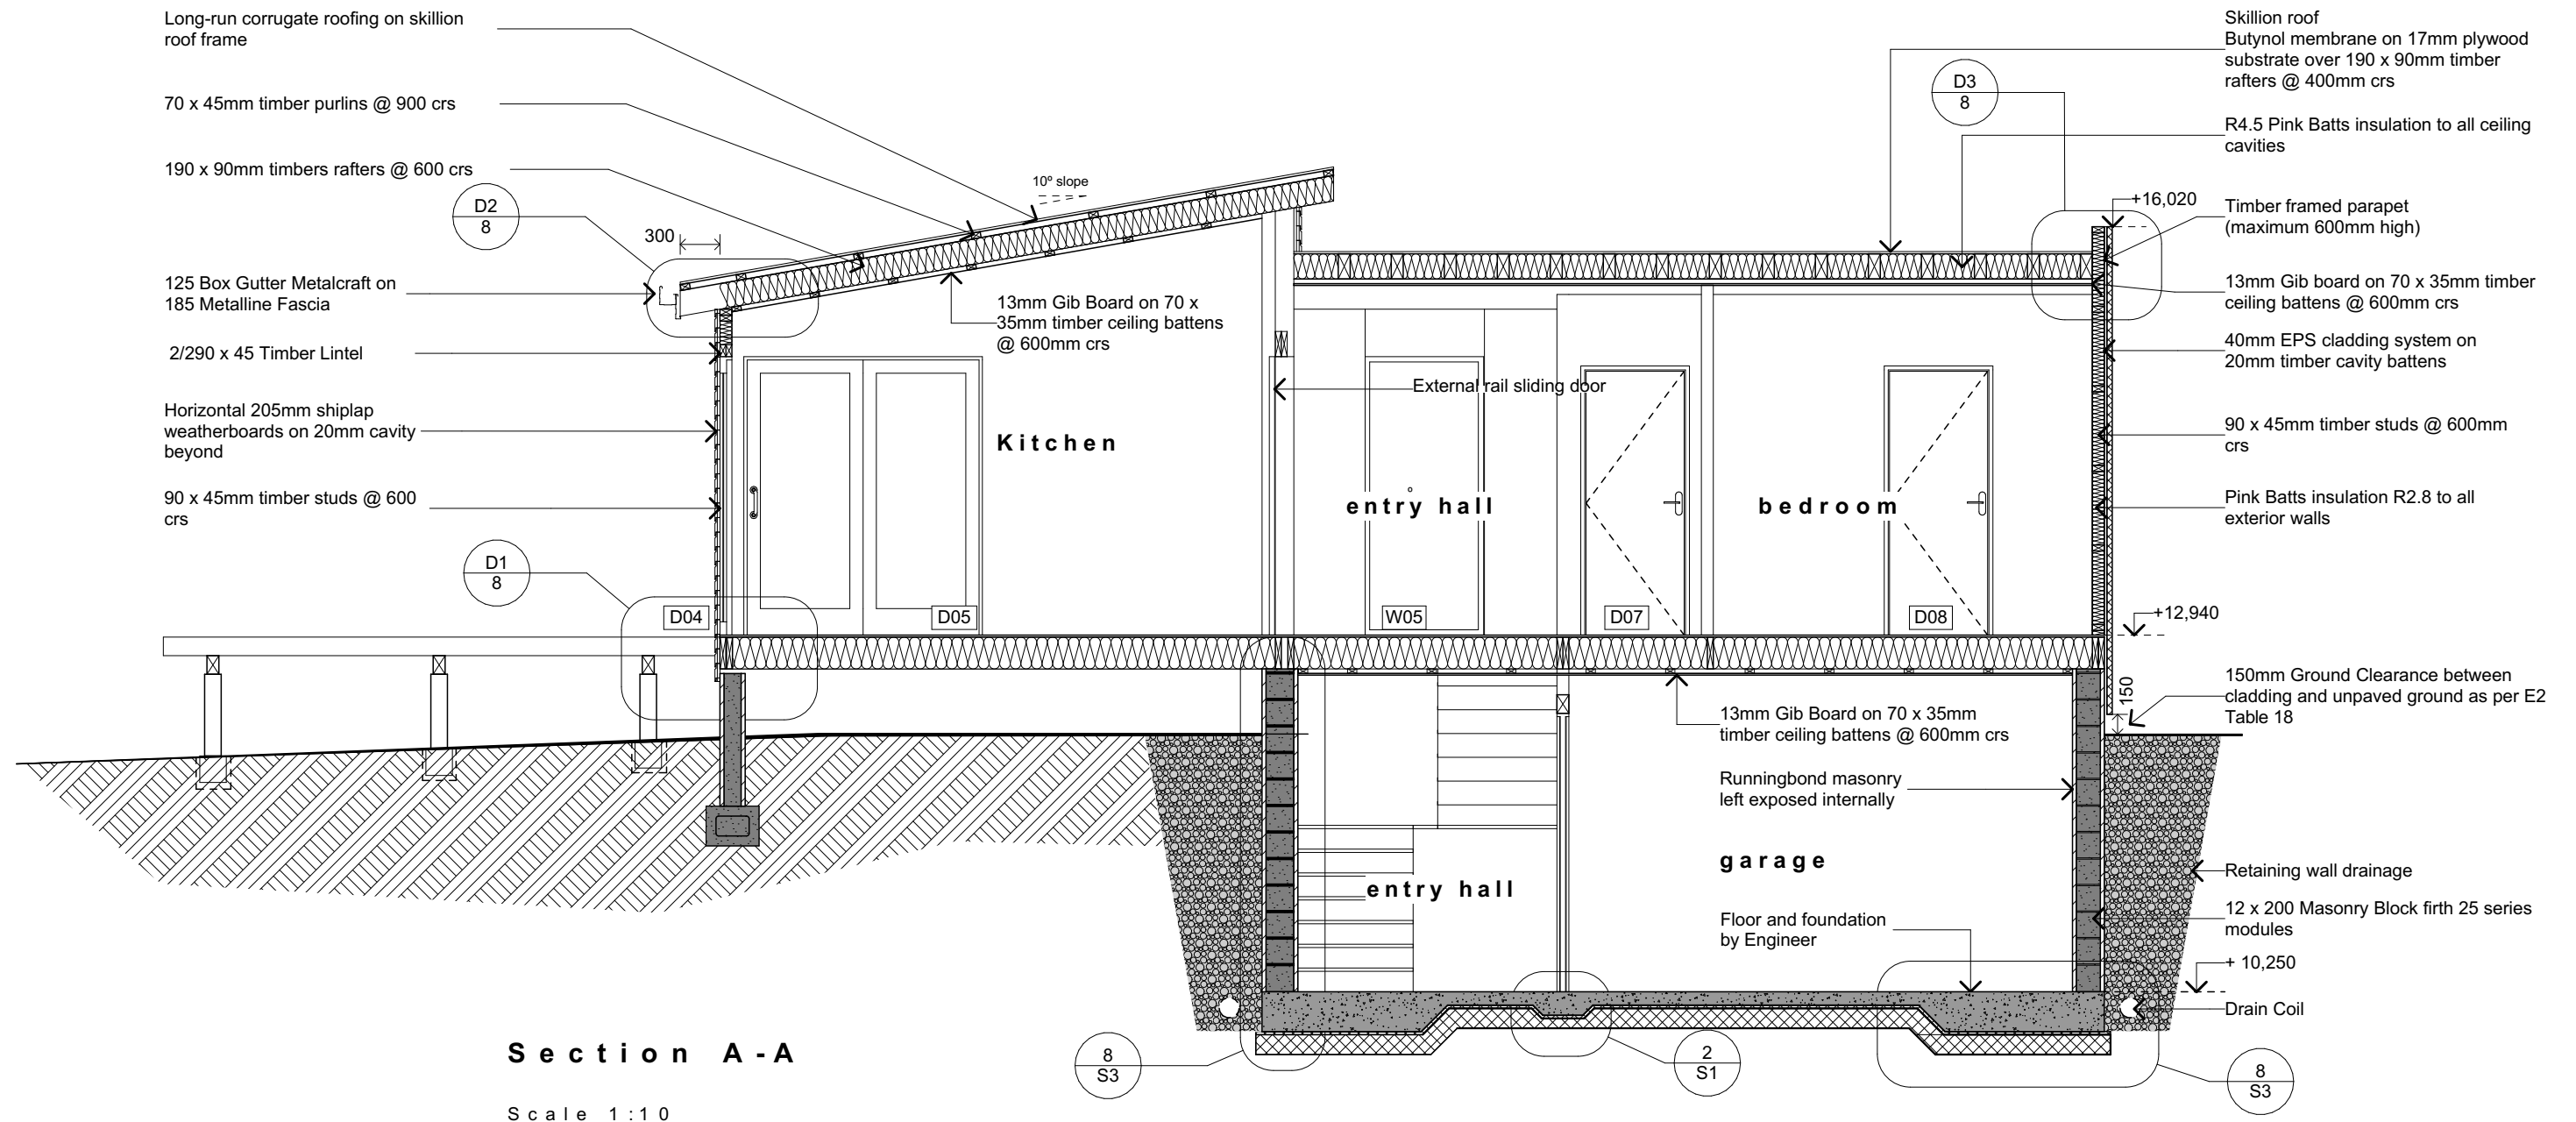 Long-run corrugate roofing on skillion
roof frame
70 x 45mm timber purlins @ 900 crs
190 x 90mm timbers rafters @ 600 crs
D2
8
300
125 Box Gutter Metalcraft on
185 Metalline Fascia
2/290 x 45 Timber Lintel
Horizontal 205mm shiplap
weatherboards on 20mm cavity
beyond
90 x 45mm timber studs @ 600
crs
D1
8
10º slope
13mm Gib Board on 70 x
35mm timber ceiling battens
@ 600mm crs
External rail sliding door
Kitchen
entry hall
bedroom
D04
D05
W05
D07
D08
D3
8
Skillion roof
Butynol membrane on 17mm plywood
substrate over 190 x 90mm timber
rafters @ 400mm crs
R4.5 Pink Batts insulation to all ceiling
cavities
+16,020
Timber framed parapet
(maximum 600mm high)
13mm Gib board on 70 x 35mm timber
ceiling battens @ 600mm crs
40mm EPS cladding system on
20mm timber cavity battens
90 x 45mm timber studs @ 600mm
crs
Pink Batts insulation R2.8 to all
exterior walls
+12,940
150
150mm Ground Clearance between
cladding and unpaved ground as per E2
Table 18
13mm Gib Board on 70 x 35mm
timber ceiling battens @ 600mm crs
Runningbond masonry
left exposed internally
garage
entry hall
Floor and foundation
by Engineer
Retaining wall drainage
12 x 200 Masonry Block firth 25 series
modules
+ 10,250
Drain Coil
8
S3
2
S1
8
S3
Section A-A
Scale 1:10